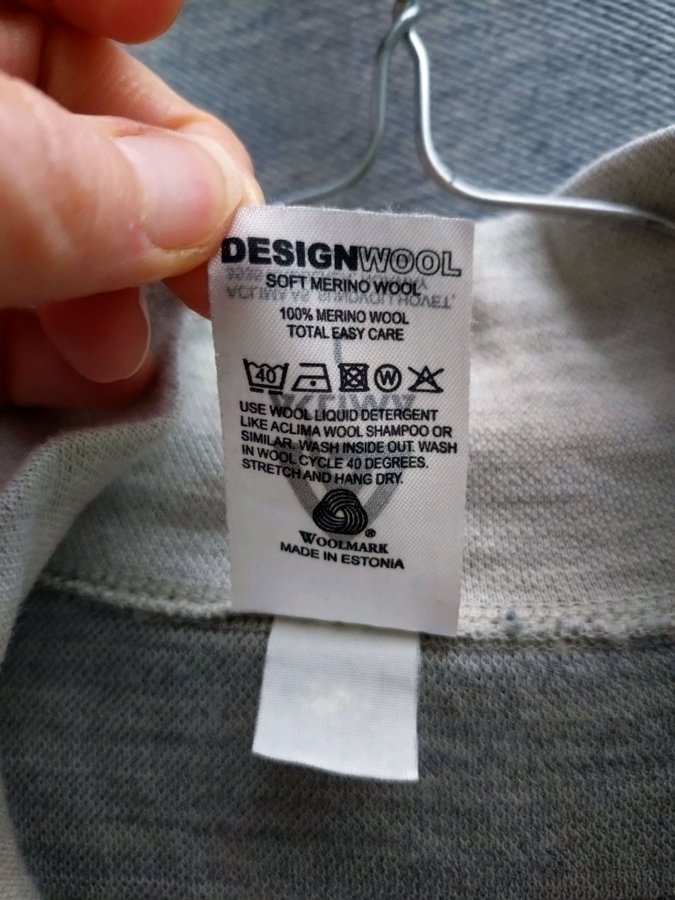 DESIGNWOOL
SOFT MERINO WOOL
100% MERINO WOOL
TOTAL EASY CARE
40 W
USE WOOL LIQUID DETERGENT
LIKE ACLIMA WOOL SHAMPOO OR
SIMILAR. WASH INSIDE OUT. WASH
IN WOOL CYCLE 40 DEGREES.
STRETCH AND HANG DRY.
®
WOOLMARK
MADE IN ESTONIA